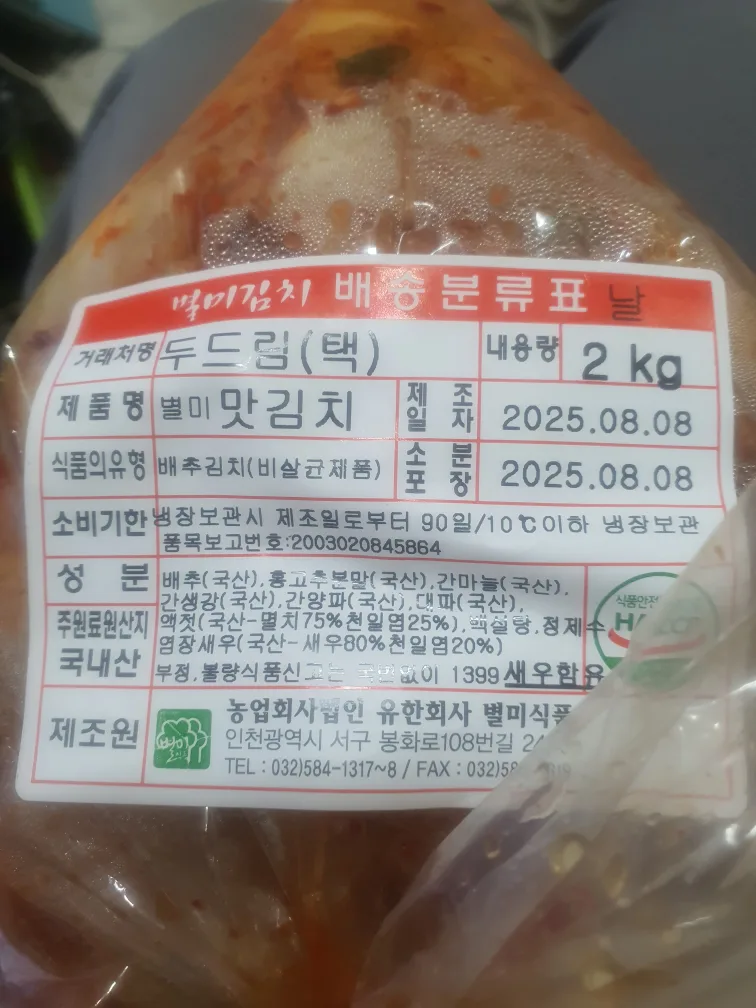 별미김치 배송분류표 날
거래처명 두드림(택) 내용량 2 kg
제품명 별미 맛김치 제조일자 2025.08.08
식품의유형 배추김치(비살균제품) 소분포장 2025.08.08
소비기한 냉장보관시 제조일로부터 90일/10℃이하 냉장보관
품목보고번호:2003020845864
성분 배추(국산),홍고추분말(국산),간마늘(국산),
간생강(국산),간양파(국산),대파(국산),
주원료원산지 액젓(국산-멸치75%천일염25%),백설탕,정제수
국내산 염장새우(국산-새우80%천일염20%)
부정,불량식품신고는 국번없이 1399 새우함유
식품안전
HACCP
제조원 별미
농업회사법인 유한회사 별미식품
인천광역시 서구 봉화로108번길
TEL : 032)584-1317~8 / FAX : 032)